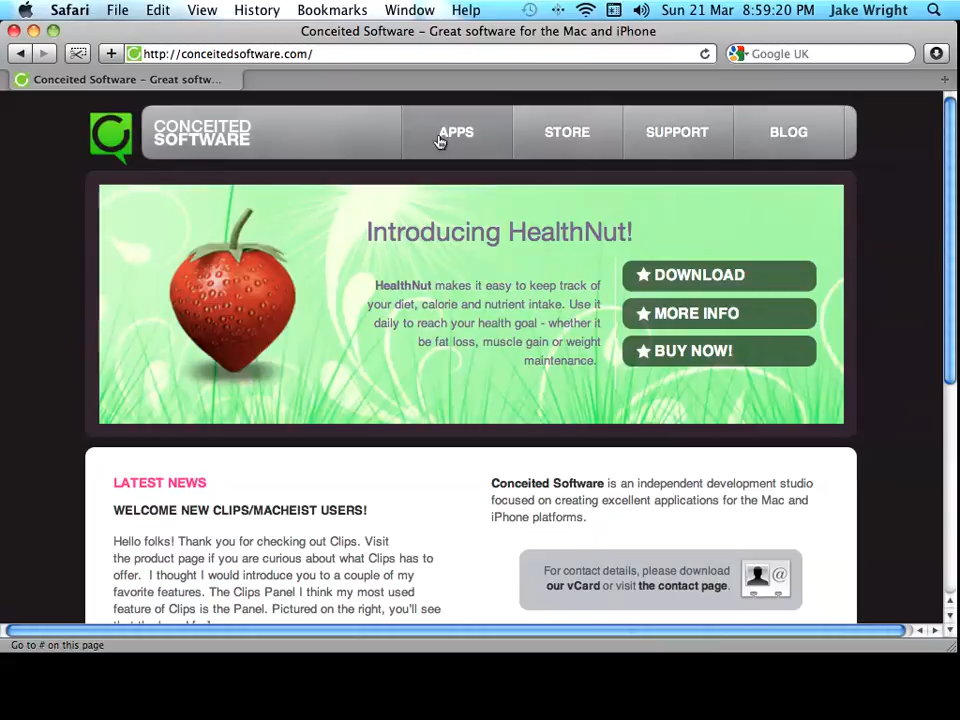 Safari File Edit View History Bookmarks Window Help Sun 21 Mar 8:59:20 PM Jake Wright
Conceited Software – Great software for the Mac and iPhone
http://conceitedsoftware.com/
Google UK
Conceited Software – Great softw...
CONCEITED
SOFTWARE
APPS STORE SUPPORT BLOG
Introducing HealthNut!
HealthNut makes it easy to keep track of
your diet, calorie and nutrient intake. Use it
daily to reach your health goal - whether it
be fat loss, muscle gain or weight
maintenance.
DOWNLOAD
MORE INFO
BUY NOW!
LATEST NEWS
WELCOME NEW CLIPS/MACHEIST USERS!
Hello folks! Thank you for checking out Clips. Visit
the product page if you are curious about what Clips has to
offer. I thought I would introduce you to a couple of my
favorite features. The Clips Panel I think my most used
feature of Clips is the Panel. Pictured on the right, you'll see
Conceited Software is an independent development studio
focused on creating excellent applications for the Mac and
iPhone platforms.
For contact details, please download
our vCard or visit the contact page.
Go to # on this page